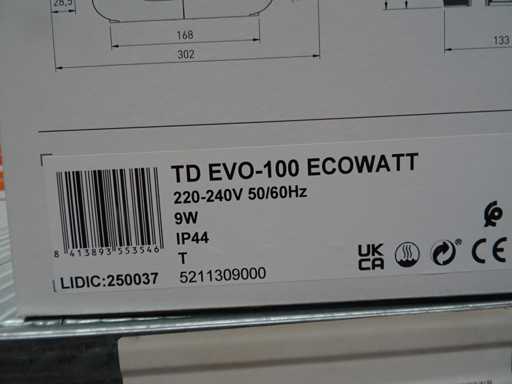 28,5
168
302
133
TD EVO-100 ECOWATT
220-240V 50/60Hz
9W
IP44
T
5211309000
8 413893 553546
LIDIC:250037
UK
CA
CE